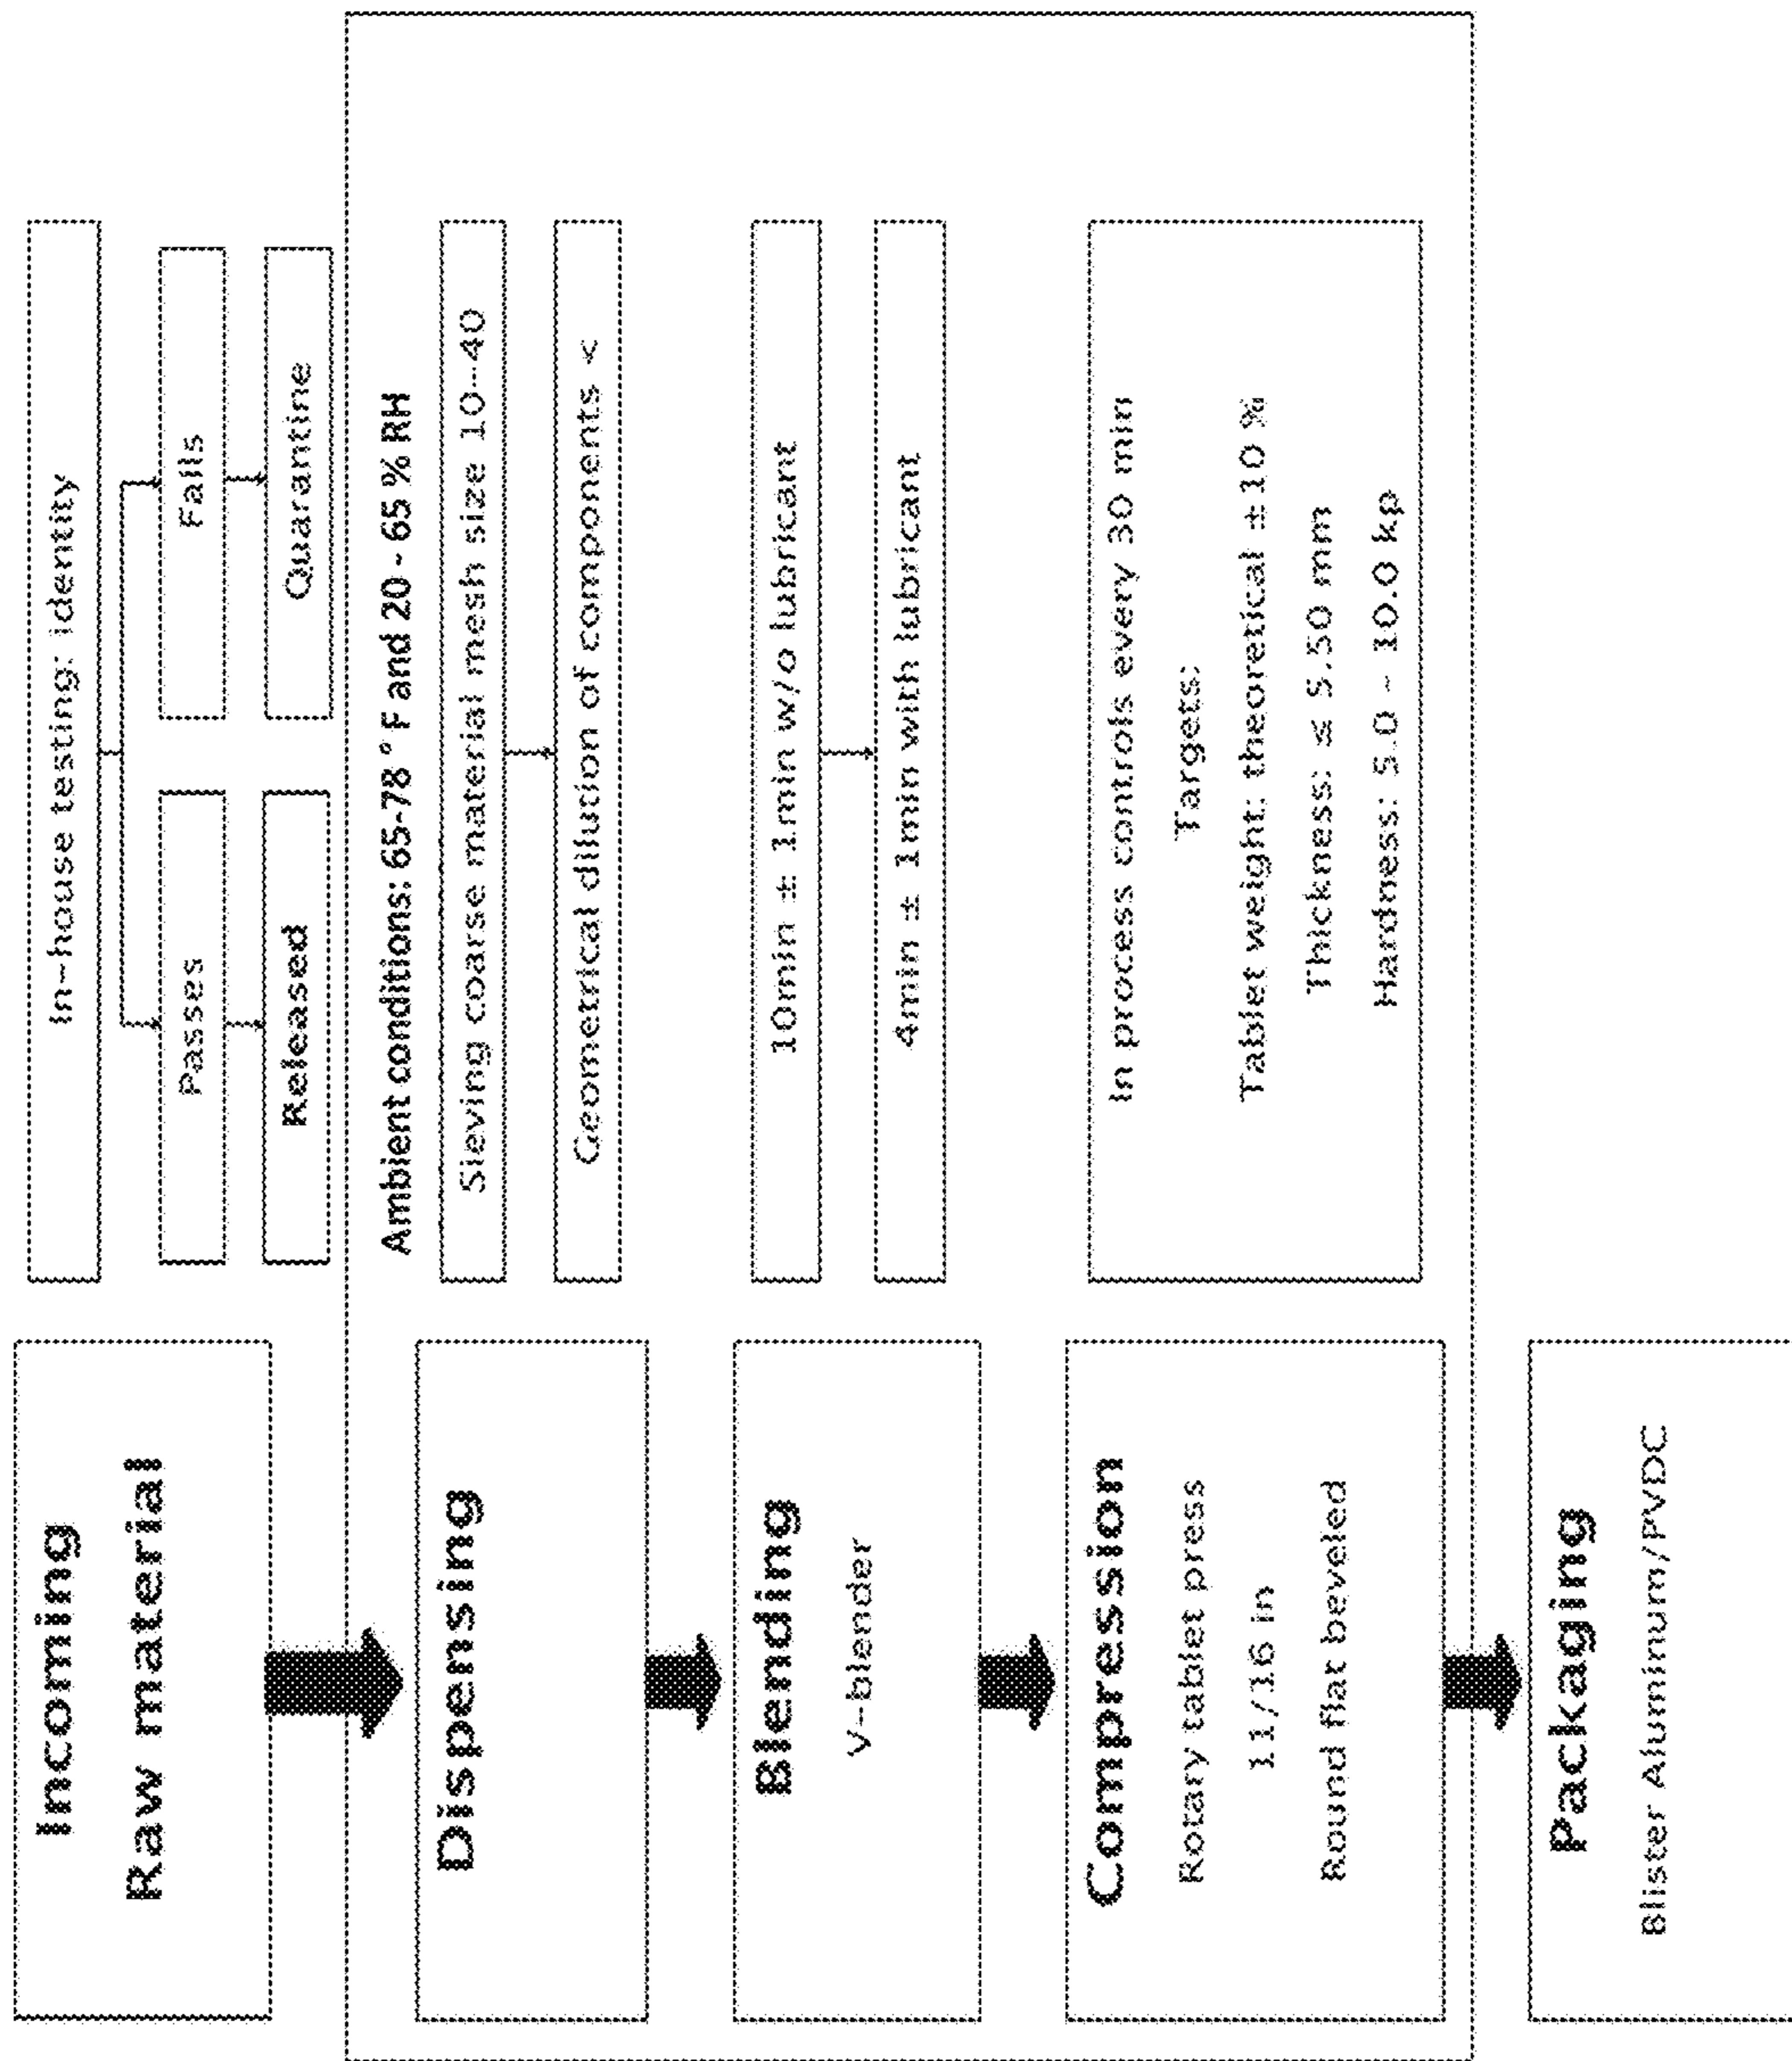 Incoming
Raw material
In-house testing: identity
Passes
Fails
Released
Quarantine
Ambient conditions: 65-78 ° F and 20 - 65 % RH
Dispensing
Sieving coarse material mesh size 10--40
Geometrical dilution of components <
Blending
V-blender
10min ± 1min w/o lubricant
4min ± 1min with lubricant
Compression
Rotary tablet press
11/16 in
Round flat beveled
In process controls every 30 min
Targets:
Tablet weight: theoretical ±10 %
Thickness: ≤ 5.50 mm
Hardness: 5.0 - 10.0 kp
Packaging
Blister Aluminum/PVDC